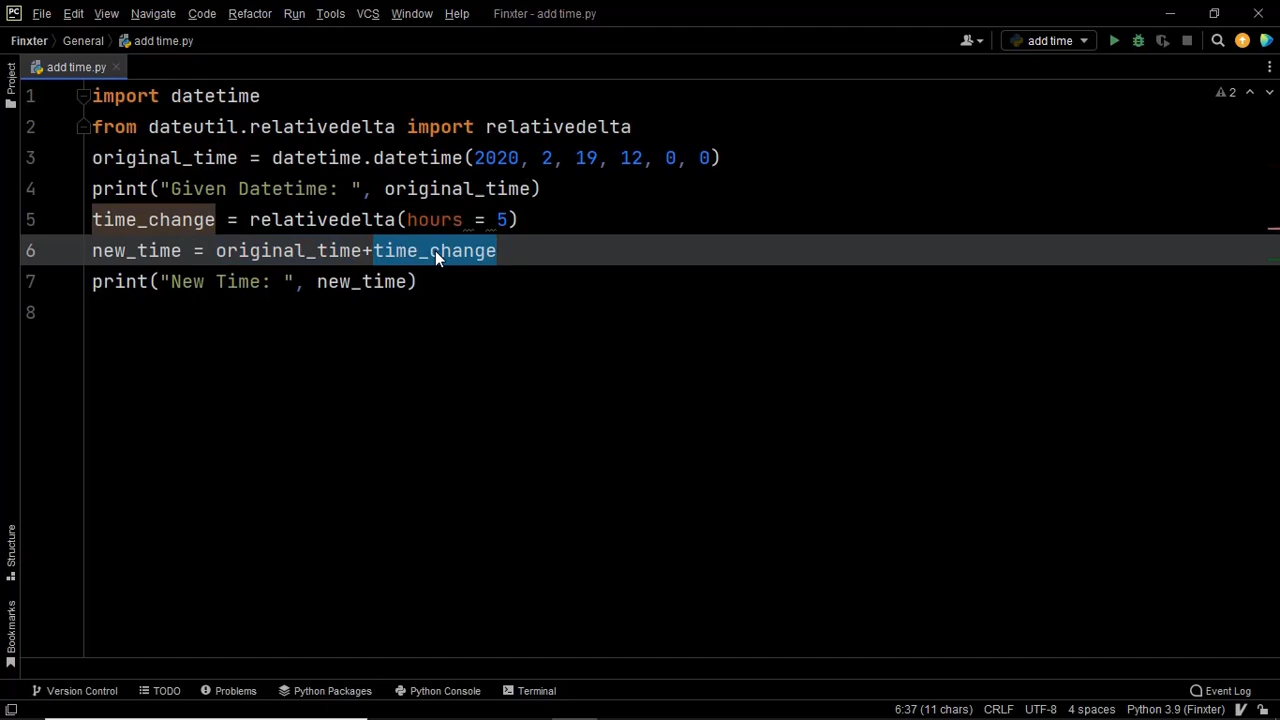 PC File Edit View Navigate Code Refactor Run Tools VCS Window Help Finxter - add time.py
Finxter General add time.py add time
Project add time.py
1 import datetime 2
2 from dateutil.relativedelta import relativedelta
3 original_time = datetime.datetime(2020, 2, 19, 12, 0, 0)
4 print("Given Datetime: ", original_time)
5 time_change = relativedelta(hours = 5)
6 new_time = original_time+time_change
7 print("New Time: ", new_time)
8
Structure
Bookmarks
Version Control TODO Problems Python Packages Python Console Terminal Event Log
6:37 (11 chars) CRLF UTF-8 4 spaces Python 3.9 (Finxter)